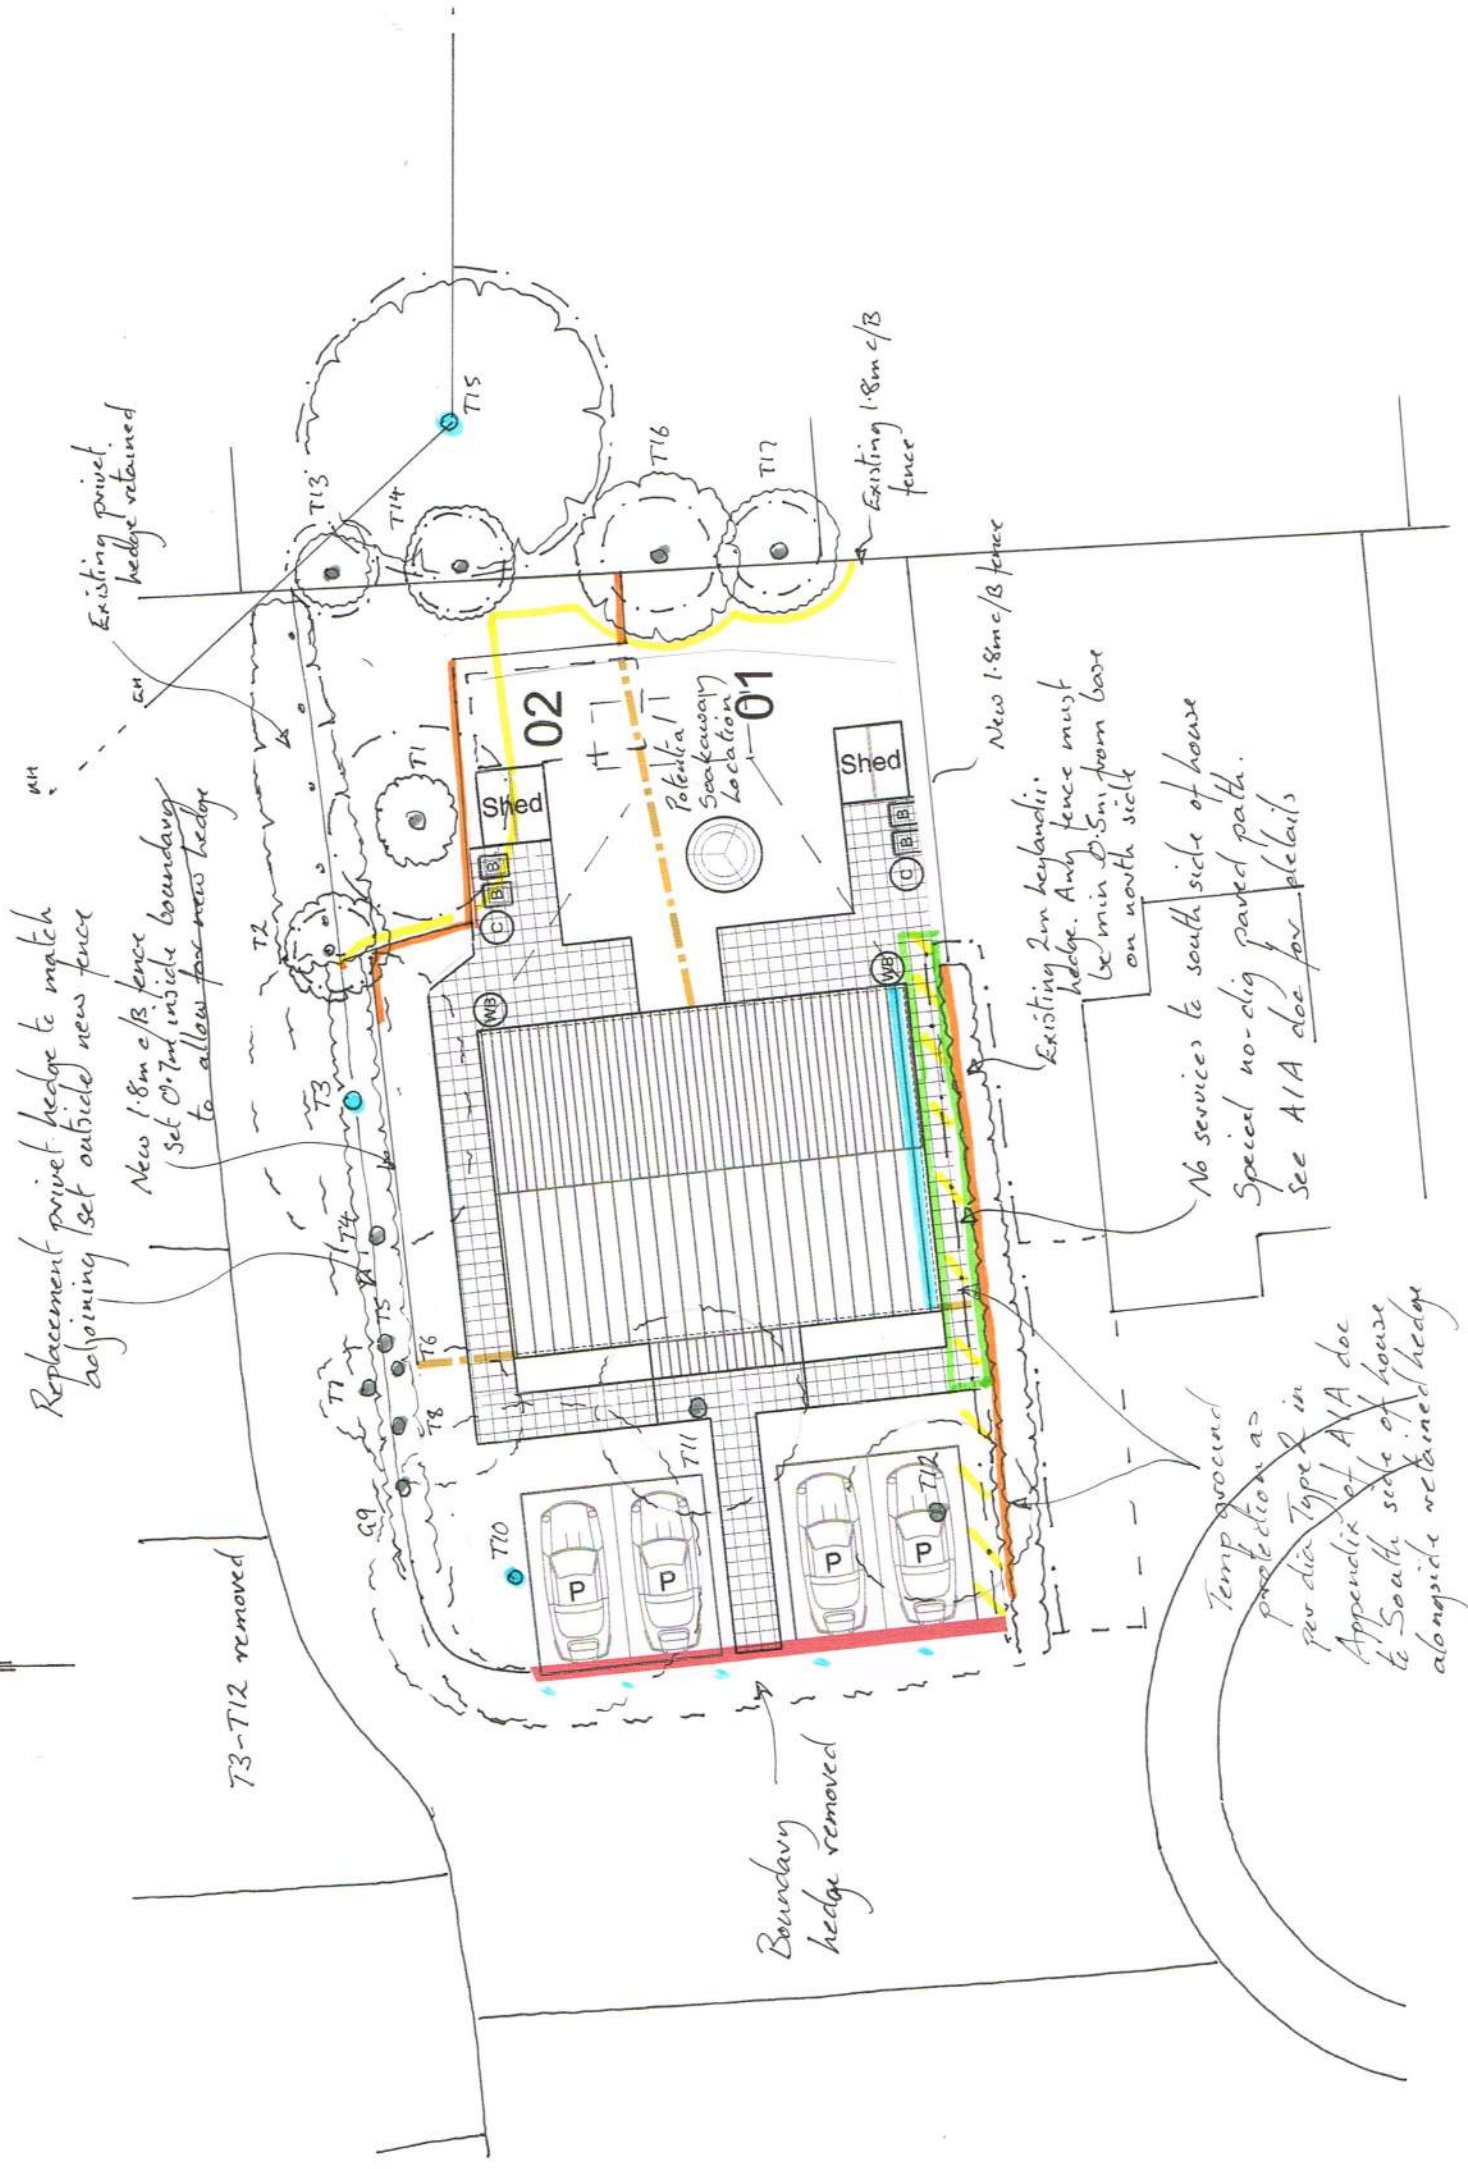 Replacement privet hedge to match
adjoining (set outside new fence
New 1.8m c/B fence
set 0.7m inside boundary
to allow for new hedge
Existing privet
hedge retained
T3-T12 removed
T2
T3
T4
T5
T6
T7
T8
G9
T10
T11
T12
T1
T13
T14
T15
T16
T17
Existing 1.8m c/B
fence
02
01
Shed
Shed
Potential
Soakaway
Location
B
B
C
B
B
C
WB
WB
P
P
P
P
New 1.8m c/B fence
Existing 2m leylandii
hedge. Any fence must
be min 0.5m from base
on north side
No services to south side of house
Special no-dig paved path.
See AIA doc for details
Boundary
hedge removed
Temp ground
protection as
per dia Type 2 in
Appendix of AIA doc
to South side of house
alongside retained hedge